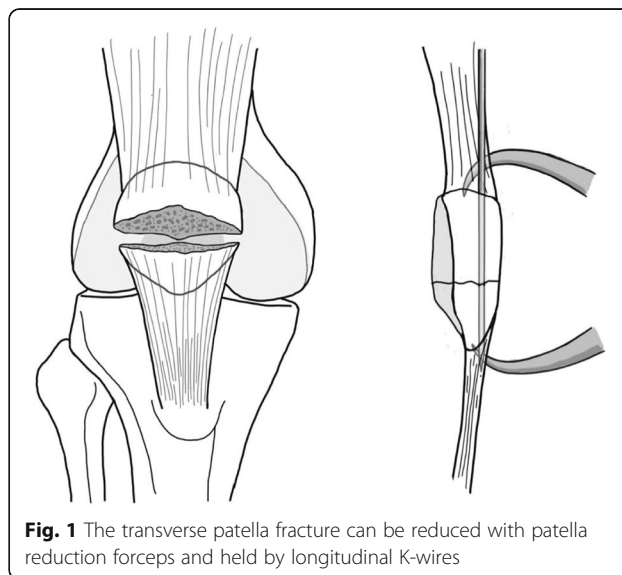 Fig. 1 The transverse patella fracture can be reduced with patella
reduction forceps and held by longitudinal K-wires